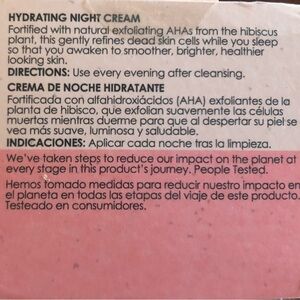 HYDRATING NIGHT CREAM
Fortified with natural exfoliating AHAs from the hibiscus
plant, this gently refines dead skin cells while you sleep
so that you awaken to smoother, brighter, healthier
looking skin.
DIRECTIONS: Use every evening after cleansing.
CREMA DE NOCHE HIDRATANTE
Fortificada con alfahidroxiácidos (AHA) exfoliantes de la
planta de hibisco, que exfolian suavemente las células
muertas mientras duerme para que al despertar su piel se
vea más suave, luminosa y saludable.
INDICACIONES: Aplicar cada noche tras la limpieza.
We've taken steps to reduce our impact on the planet at
every stage in this product's journey. People Tested.
Hemos tomado medidas para reducir nuestro impacto en
el planeta en todas las etapas del viaje de este producto.
Testeado en consumidores.